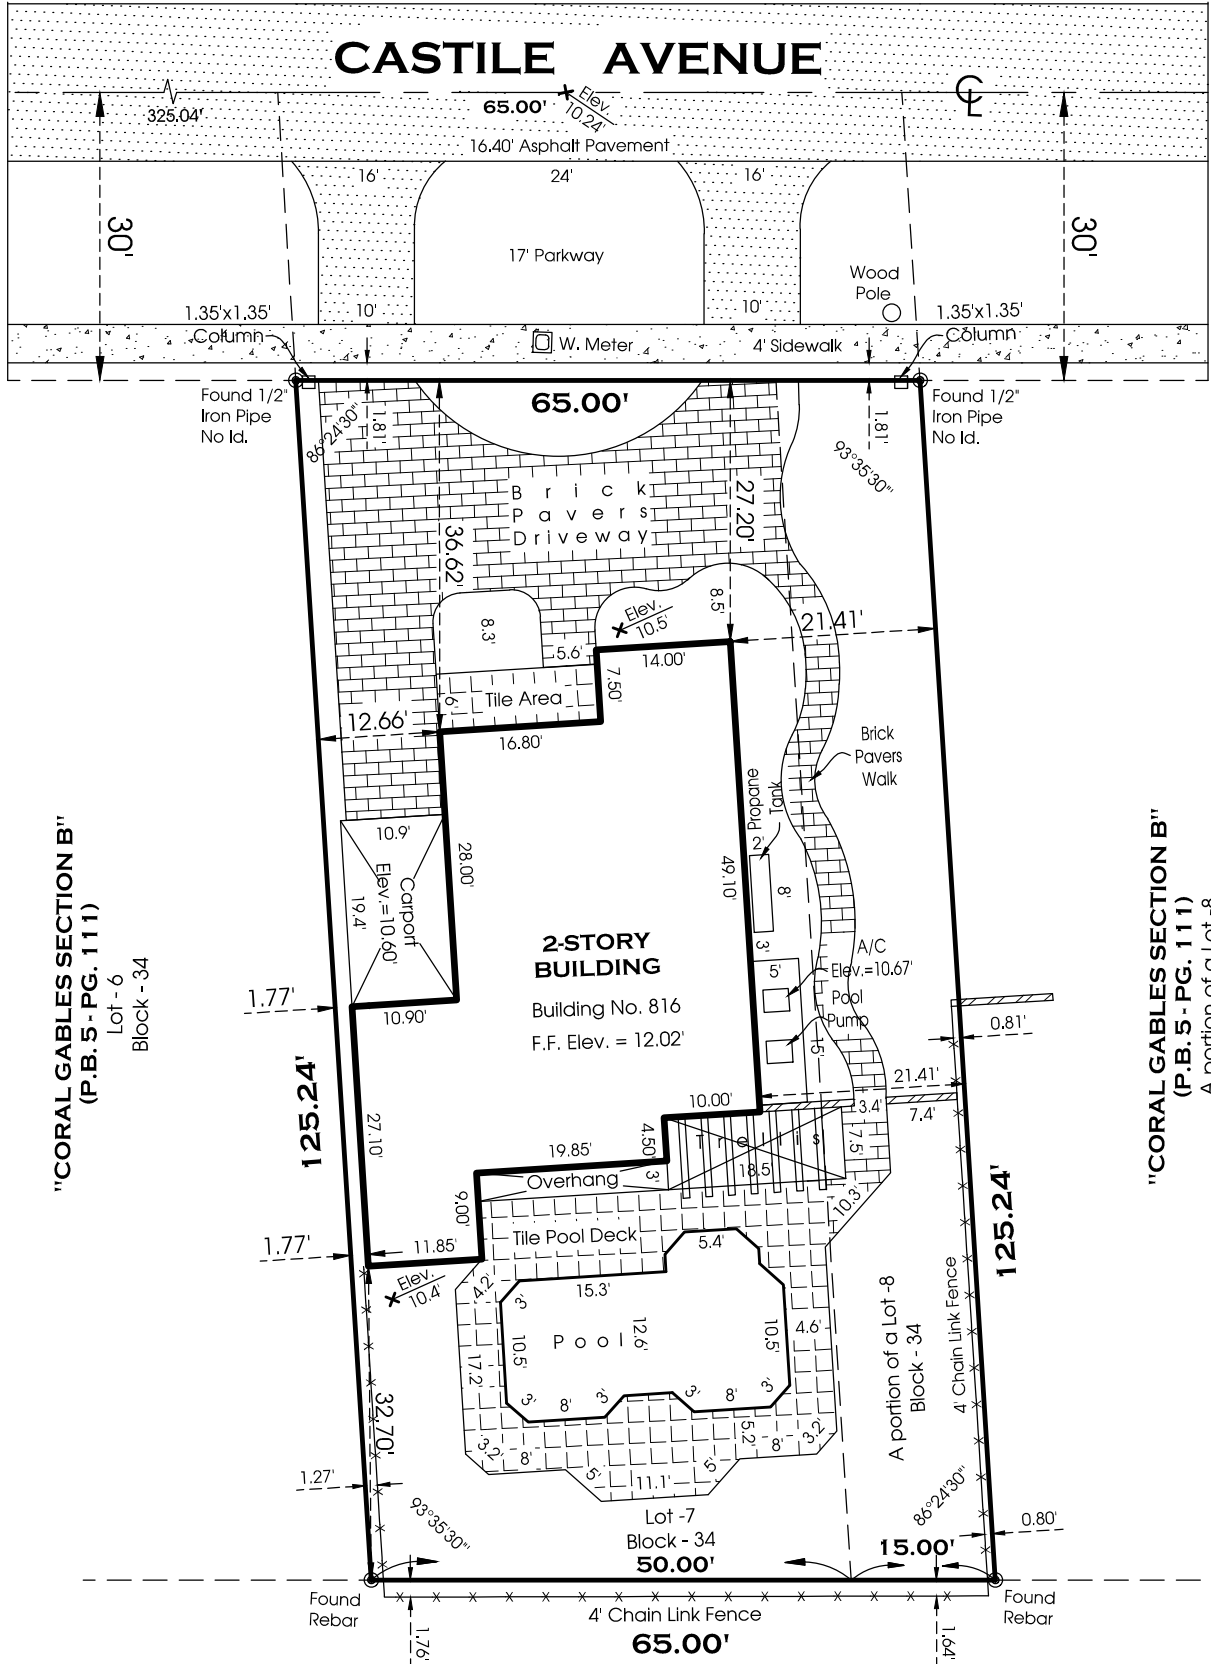 CASTILE AVENUE
325.04'
65.00'
Elev.
10.24'
CL
16.40' Asphalt Pavement
16'
24'
16'
30'
30'
17' Parkway
Wood
Pole
1.35'x1.35'
Column
10'
10'
1.35'x1.35'
Column
W. Meter
4' Sidewalk
Found 1/2"
Iron Pipe
No Id.
65.00'
Found 1/2"
Iron Pipe
No Id.
1.81'
86°24'30"
1.81'
93°35'30"
Brick
Pavers
Driveway
36.62'
27.20'
8.3'
Elev.
10.5'
8.5'
21.41'
5.6'
14.00'
7.50'
6'
Tile Area
12.66'
16.80'
Brick
Pavers
Walk
Propane
Tank
2'
10.9'
Carport
Elev.=10.60'
19.4'
28.00'
49.10'
8'
3'
2-STORY
BUILDING
Building No. 816
F.F. Elev. = 12.02'
A/C
Elev.=10.67'
5'
Pool
Pump
15'
"CORAL GABLES SECTION B"
(P.B. 5 - PG. 111)
Lot - 6
Block - 34
"CORAL GABLES SECTION B"
(P.B. 5 - PG. 111)
A portion of a Lot -8
1.77'
10.90'
0.81'
125.24'
21.41'
27.10'
10.00'
3.4'
7.4'
4.50'
Trellis
7.5'
19.85'
3'
18.5'
Overhang
9.00'
10.3'
125.24'
1.77'
11.85'
Tile Pool Deck
5.4'
Elev.
10.4'
4.2'
15.3'
3'
Pool
12.6'
10.5'
10.5'
4.6'
17.2'
A portion of a Lot -8
Block - 34
4' Chain Link Fence
3'
8'
3'
3'
8'
3'
32.70'
3.2'
8'
5'
11.1'
5'
5.2'
8'
3.2'
1.27'
93°35'30"
Lot -7
Block - 34
86°24'30"
0.80'
50.00'
15.00'
Found
Rebar
4' Chain Link Fence
Found
Rebar
1.76'
65.00'
1.64'